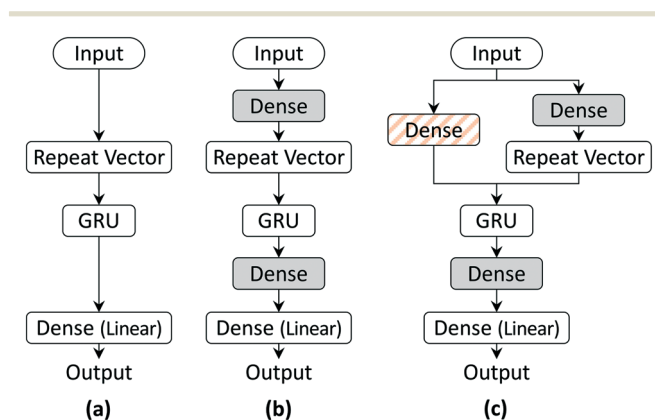 Input
Repeat Vector
GRU
Dense (Linear)
Output
(a)
Input
Dense
Repeat Vector
GRU
Dense
Dense (Linear)
Output
(b)
Input
Dense
Dense
Repeat Vector
GRU
Dense
Dense (Linear)
Output
(c)